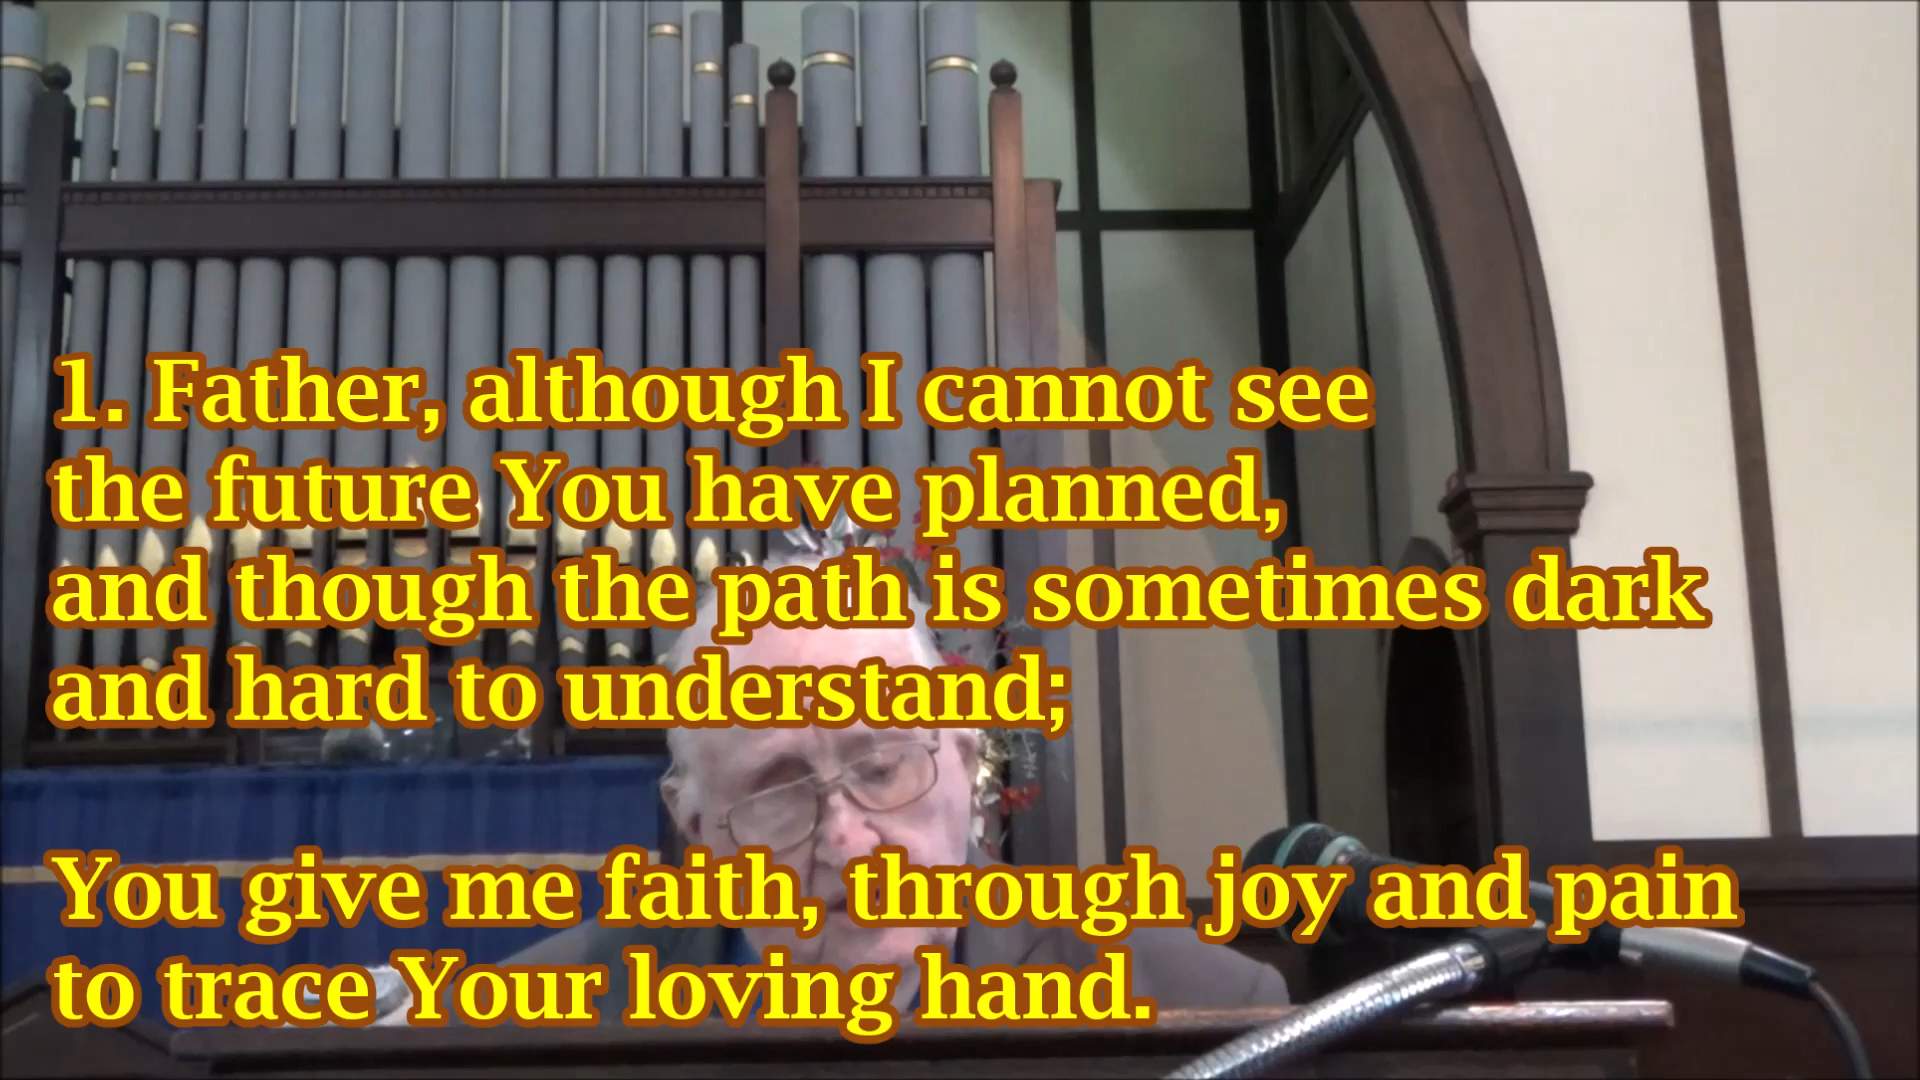 1. Father, although I cannot see
the future You have planned,
and though the path is sometimes dark
and hard to understand;
You give me faith, through joy and pain
to trace Your loving hand.